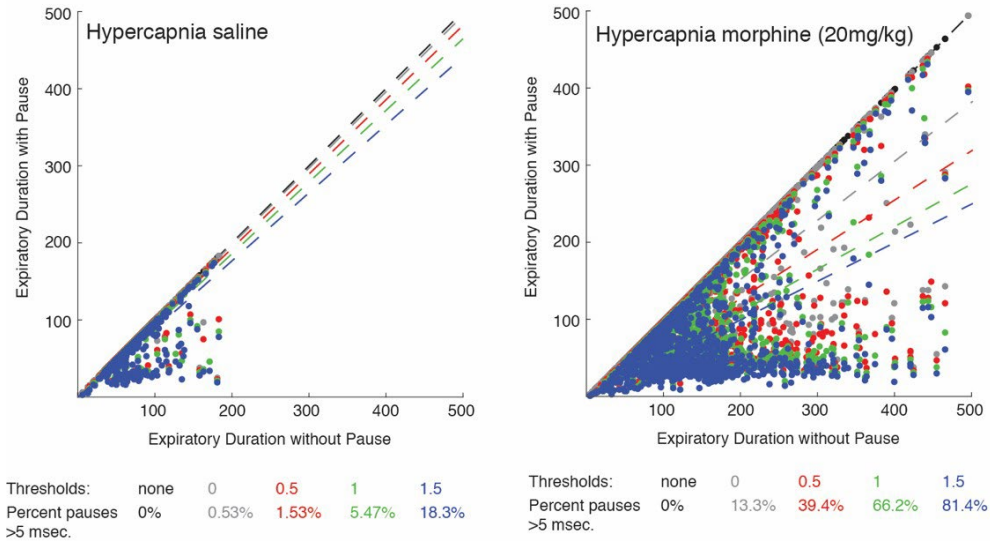 Hypercapnia saline
Expiratory Duration with Pause
500
400
300
200
100
100 200 300 400 500
Expiratory Duration without Pause
Thresholds: none 0 0.5 1 1.5
Percent pauses 0% 0.53% 1.53% 5.47% 18.3%
>5 msec.
Hypercapnia morphine (20mg/kg)
Expiratory Duration with Pause
500
400
300
200
100
100 200 300 400 500
Expiratory Duration without Pause
Thresholds: none 0 0.5 1 1.5
Percent pauses 0% 13.3% 39.4% 66.2% 81.4%
>5 msec.